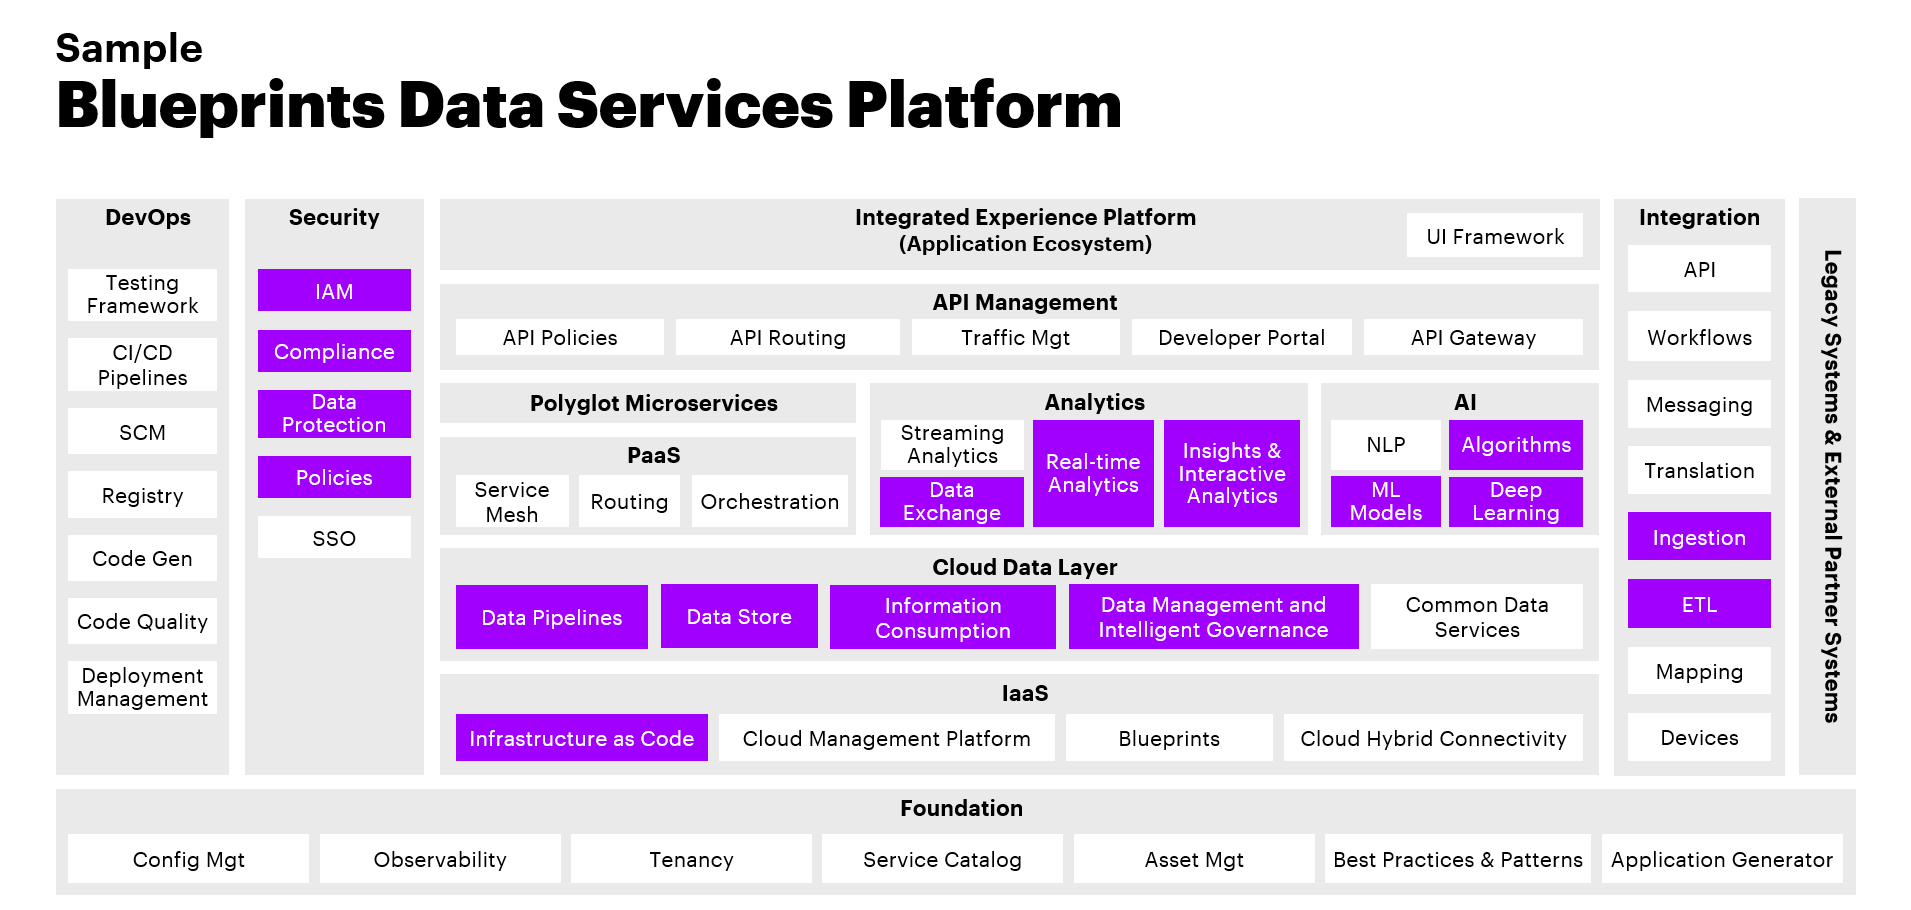 Sample
Blueprints Data Services Platform
DevOps
Testing
Framework
CI/CD
Pipelines
SCM
Registry
Code Gen
Code Quality
Deployment
Management
Security
IAM
Compliance
Data
Protection
Policies
SSO
Integrated Experience Platform
(Application Ecosystem)
UI Framework
API Management
API Policies
API Routing
Traffic Mgt
Developer Portal
API Gateway
Polyglot Microservices
PaaS
Service
Mesh
Routing
Orchestration
Analytics
Streaming
Analytics
Data
Exchange
Real-time
Analytics
Insights &
Interactive
Analytics
AI
NLP
Algorithms
ML
Models
Deep
Learning
Cloud Data Layer
Data Pipelines
Data Store
Information
Consumption
Data Management and
Intelligent Governance
Common Data
Services
IaaS
Infrastructure as Code
Cloud Management Platform
Blueprints
Cloud Hybrid Connectivity
Integration
API
Workflows
Messaging
Translation
Ingestion
ETL
Mapping
Devices
Legacy Systems & External Partner Systems
Foundation
Config Mgt
Observability
Tenancy
Service Catalog
Asset Mgt
Best Practices & Patterns
Application Generator